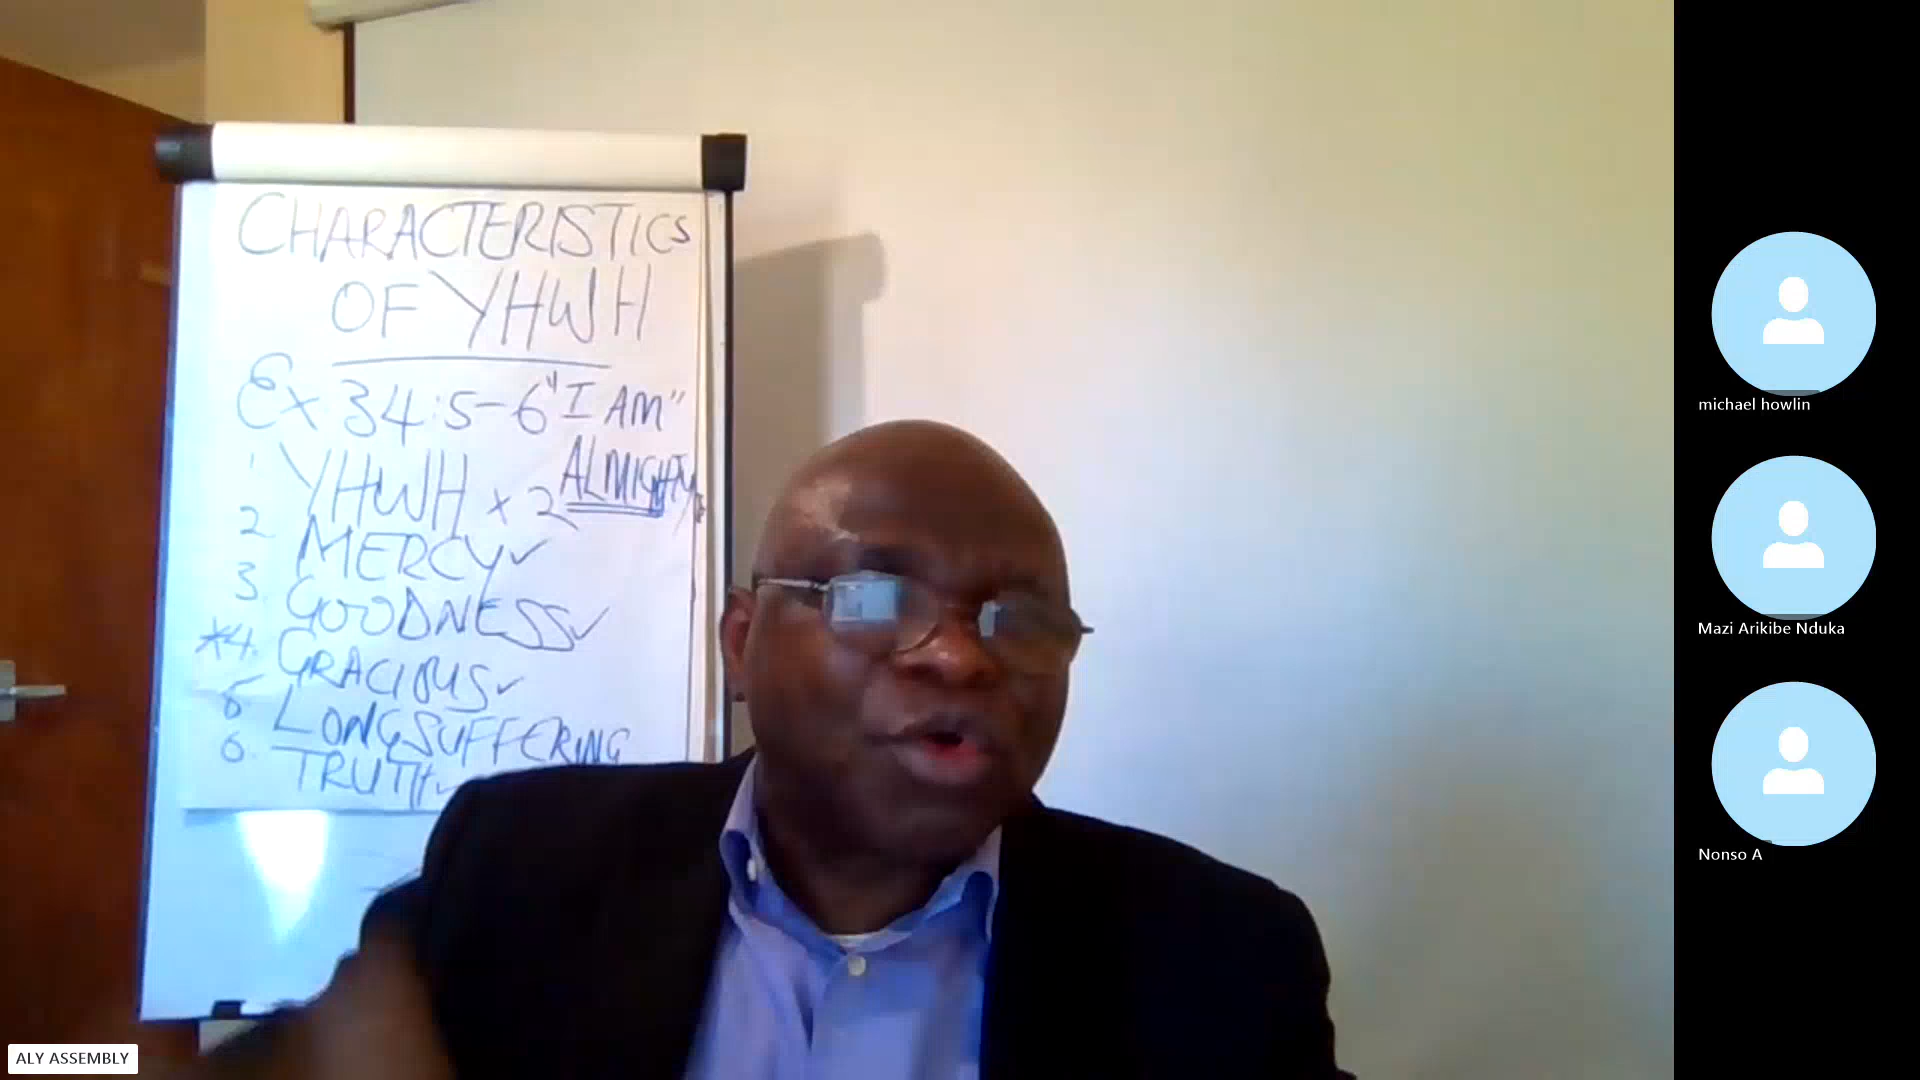 CHARACTERISTICS
OF YHWH
Ex 34:5-6 "I AM"
1 YHWH x 2 ALMIGHTY
2 MERCY ✓
3. GOODNESS ✓
*4. GRACIOUS ✓
5 LONGSUFFERING
6. TRUTH ✓
michael howlin
Mazi Arikibe Nduka
Nonso A
ALY ASSEMBLY